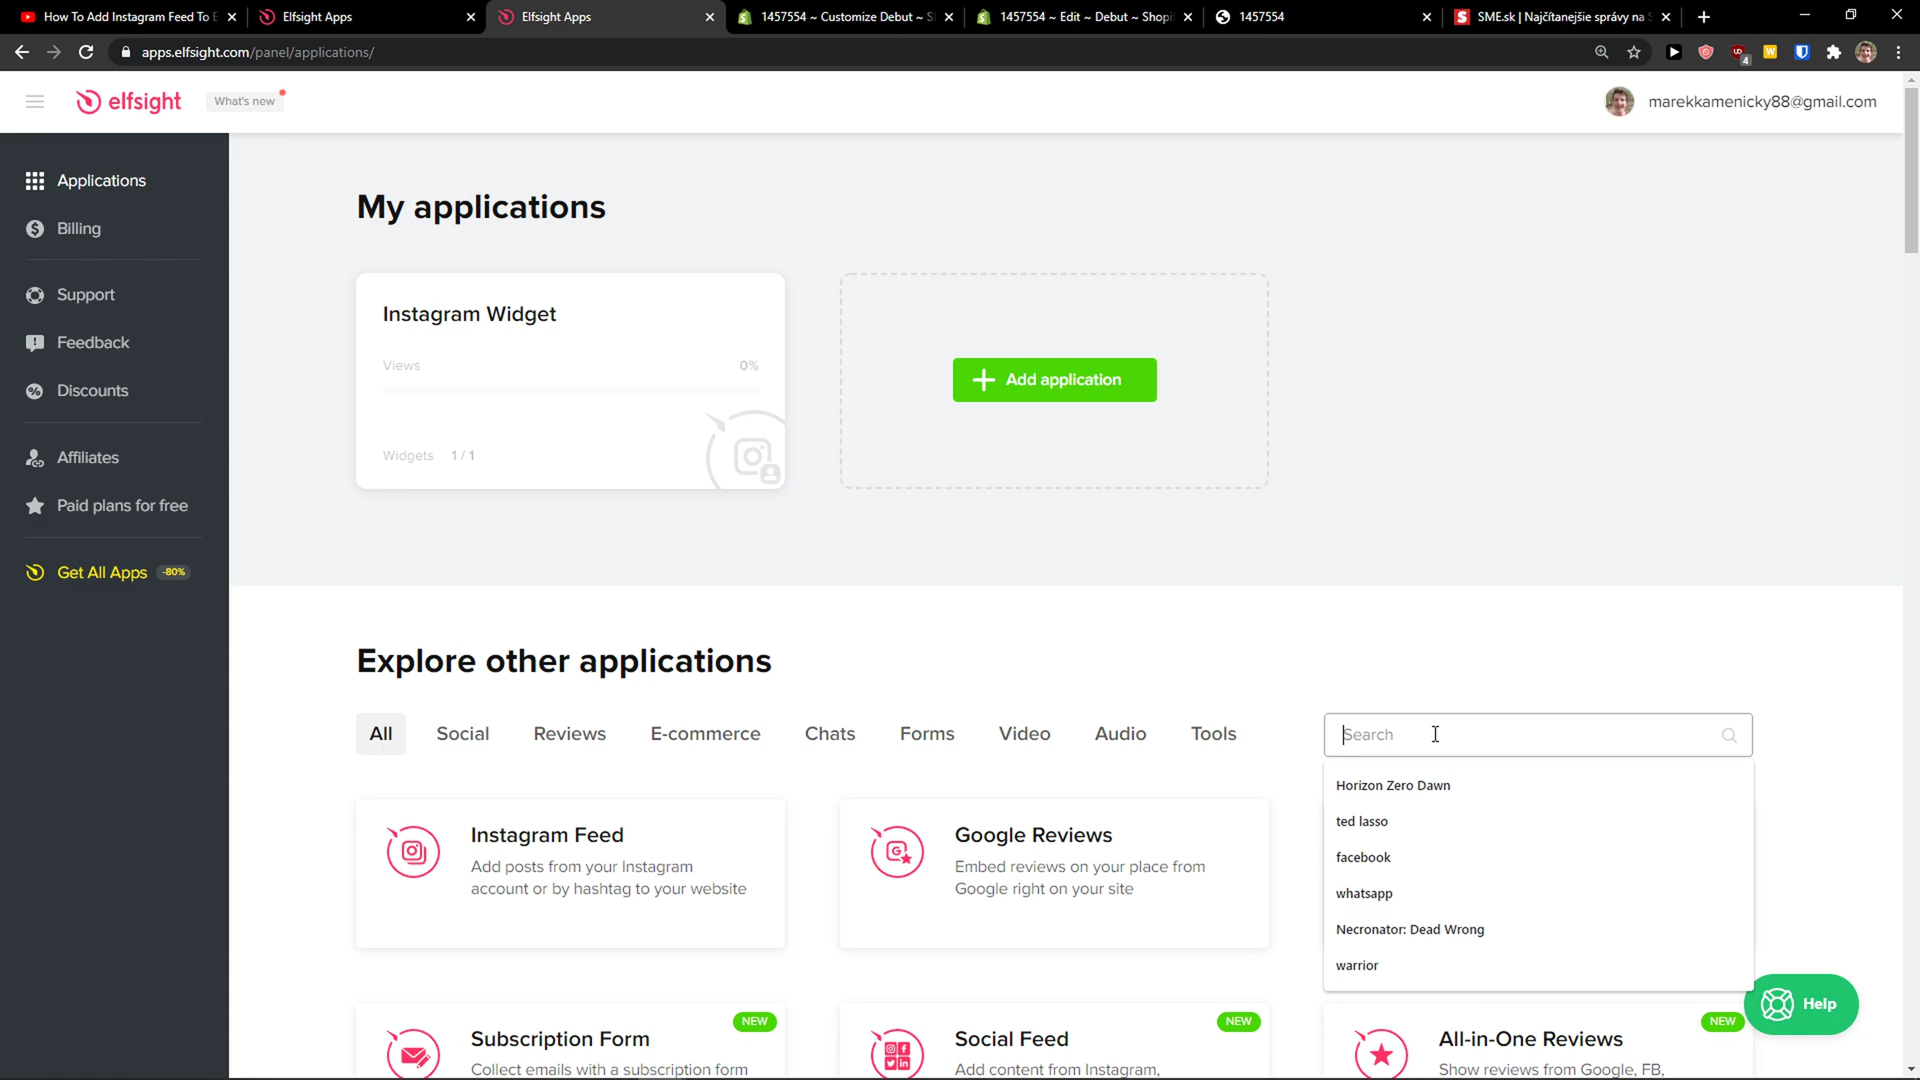 How To Add Instagram Feed To E
Elfsight Apps
Elfsight Apps
1457554 ~ Customize Debut ~ S
1457554 ~ Edit ~ Debut ~ Shopi
1457554
SME.sk | Najčítanejšie správy na S
apps.elfsight.com/panel/applications/
4
elfsight
What's new
marekkamenicky88@gmail.com
Applications
Billing
Support
Feedback
Discounts
Affiliates
Paid plans for free
Get All Apps -80%
My applications
Instagram Widget
Views 0%
Widgets 1 / 1
Add application
Explore other applications
All Social Reviews E-commerce Chats Forms Video Audio Tools
Search
Horizon Zero Dawn
ted lasso
facebook
whatsapp
Necronator: Dead Wrong
warrior
Instagram Feed
Add posts from your Instagram
account or by hashtag to your website
Google Reviews
Embed reviews on your place from
Google right on your site
NEW
Subscription Form
Collect emails with a subscription form
NEW
Social Feed
Add content from Instagram,
NEW
All-in-One Reviews
Show reviews from Google, FB,
Help